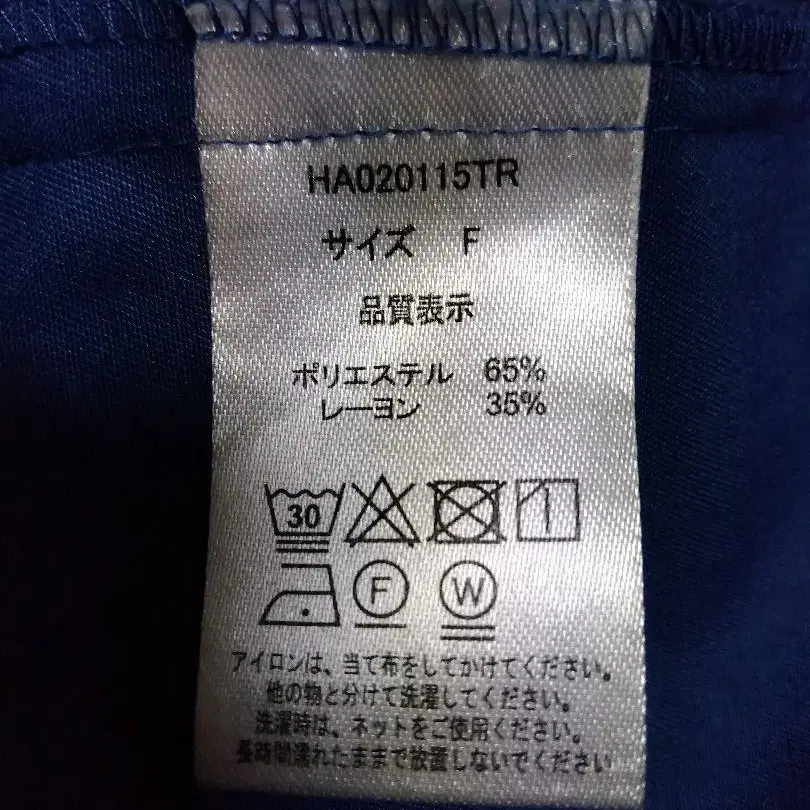 HA020115TR
サイズ F
品質表示
ポリエステル 65%
レーヨン 35%
30
F W
アイロンは、当て布をしてかけてください。
他の物と分けて洗濯してください。
洗濯時は、ネットをご使用ください。
長時間濡れたままで放置しないでください